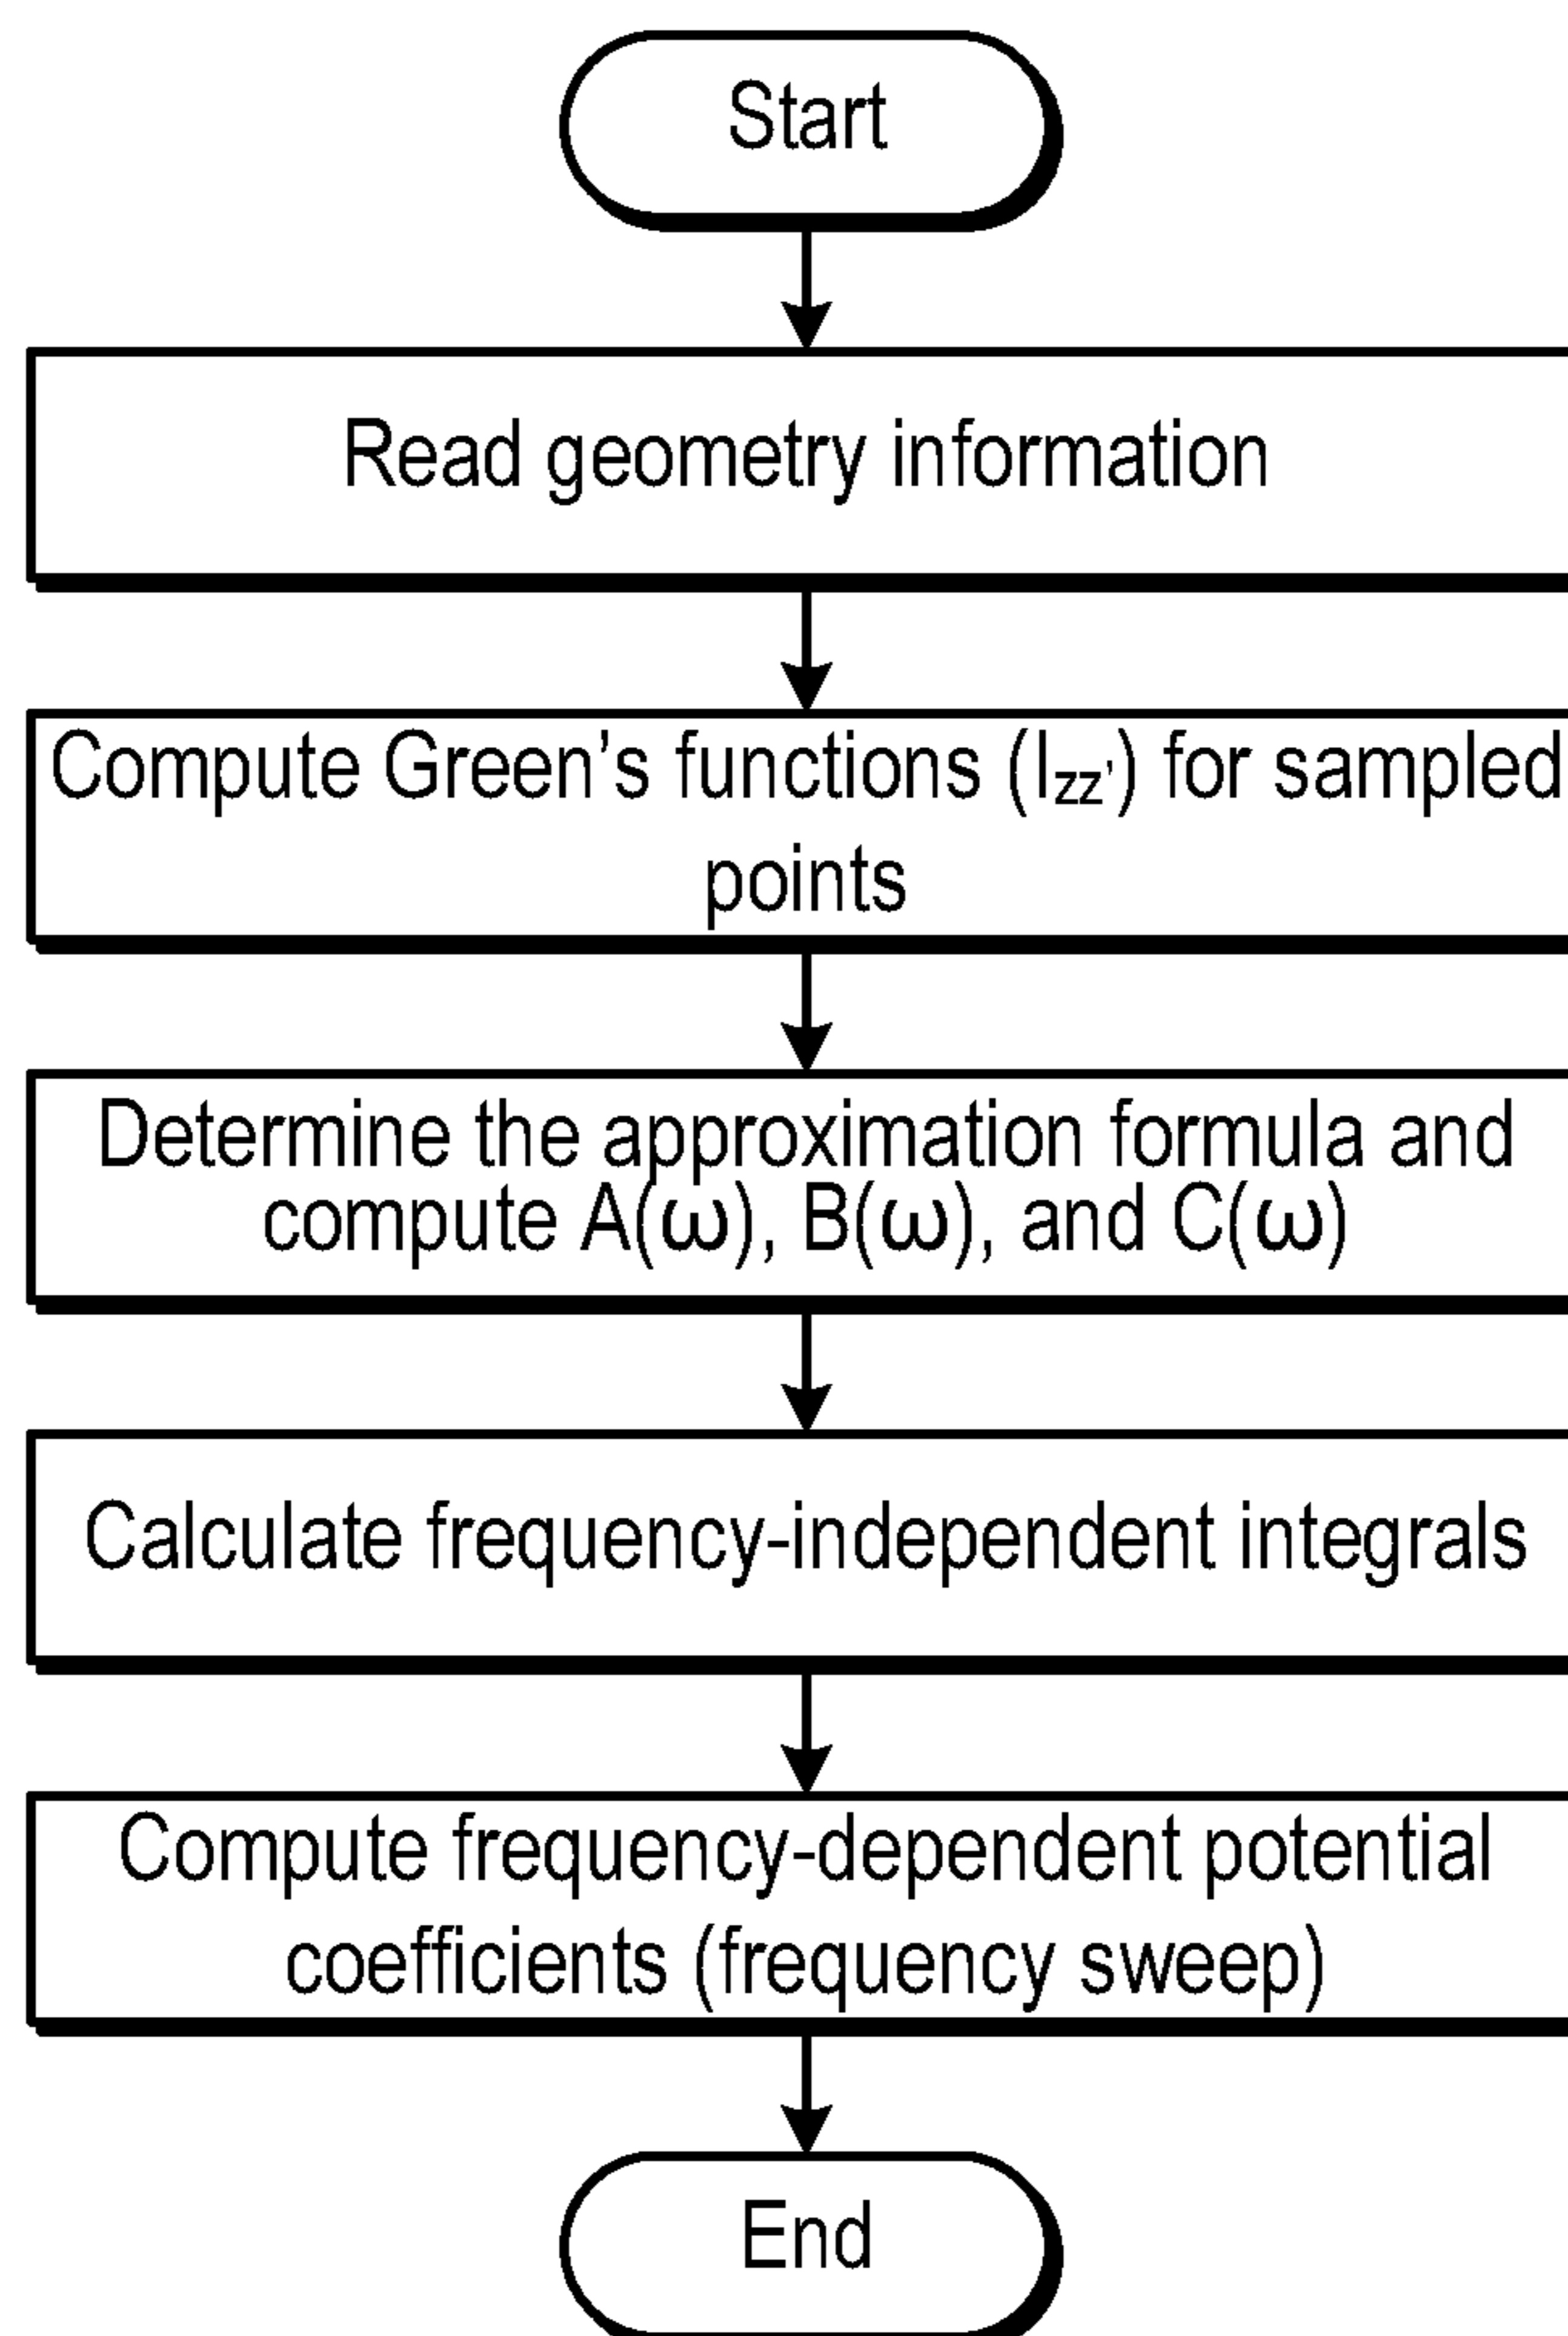 Start
Read geometry information
Compute Green's functions (Izz') for sampled
points
Determine the approximation formula and
compute A(ω), B(ω), and C(ω)
Calculate frequency-independent integrals
Compute frequency-dependent potential
coefficients (frequency sweep)
End